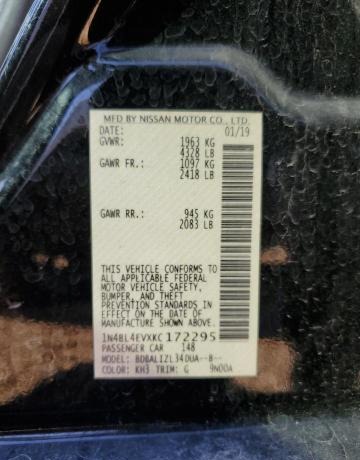 MFD BY NISSAN MOTOR CO., LTD.
DATE: 01/19
GVWR: 1963 KG
4328 LB
GAWR FR.: 1097 KG
2418 LB
GAWR RR.: 945 KG
2083 LB
THIS VEHICLE CONFORMS TO
ALL APPLICABLE FEDERAL
MOTOR VEHICLE SAFETY,
BUMPER, AND THEFT
PREVENTION STANDARDS IN
EFFECT ON THE DATE OF
MANUFACTURE SHOWN ABOVE.
1N4BL4EVXKC172295
PASSENGER CAR 148
MODEL: BDBALIZL34DUA--B--
COLOR: KH3 TRIM: G 9N00A